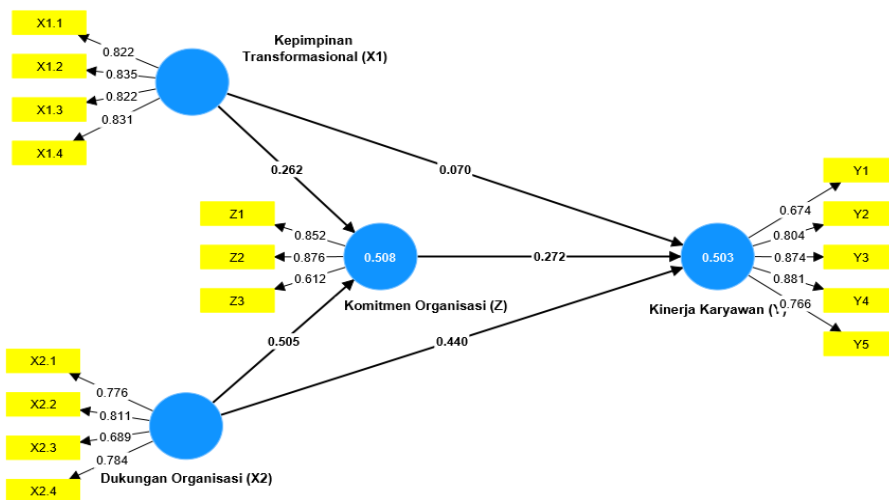 X1.1
X1.2
X1.3
X1.4
0.822
0.835
0.822
0.831
Kepimpinan
Transformasional (X1)
0.262
0.070
Z1
Z2
Z3
0.852
0.876
0.612
0.508
Komitmen Organisasi (Z)
0.272
0.503
Kinerja Karyawan (Y)
Y1
Y2
Y3
Y4
Y5
0.674
0.804
0.874
0.881
0.766
0.505
0.440
X2.1
X2.2
X2.3
X2.4
0.776
0.811
0.689
0.784
Dukungan Organisasi (X2)